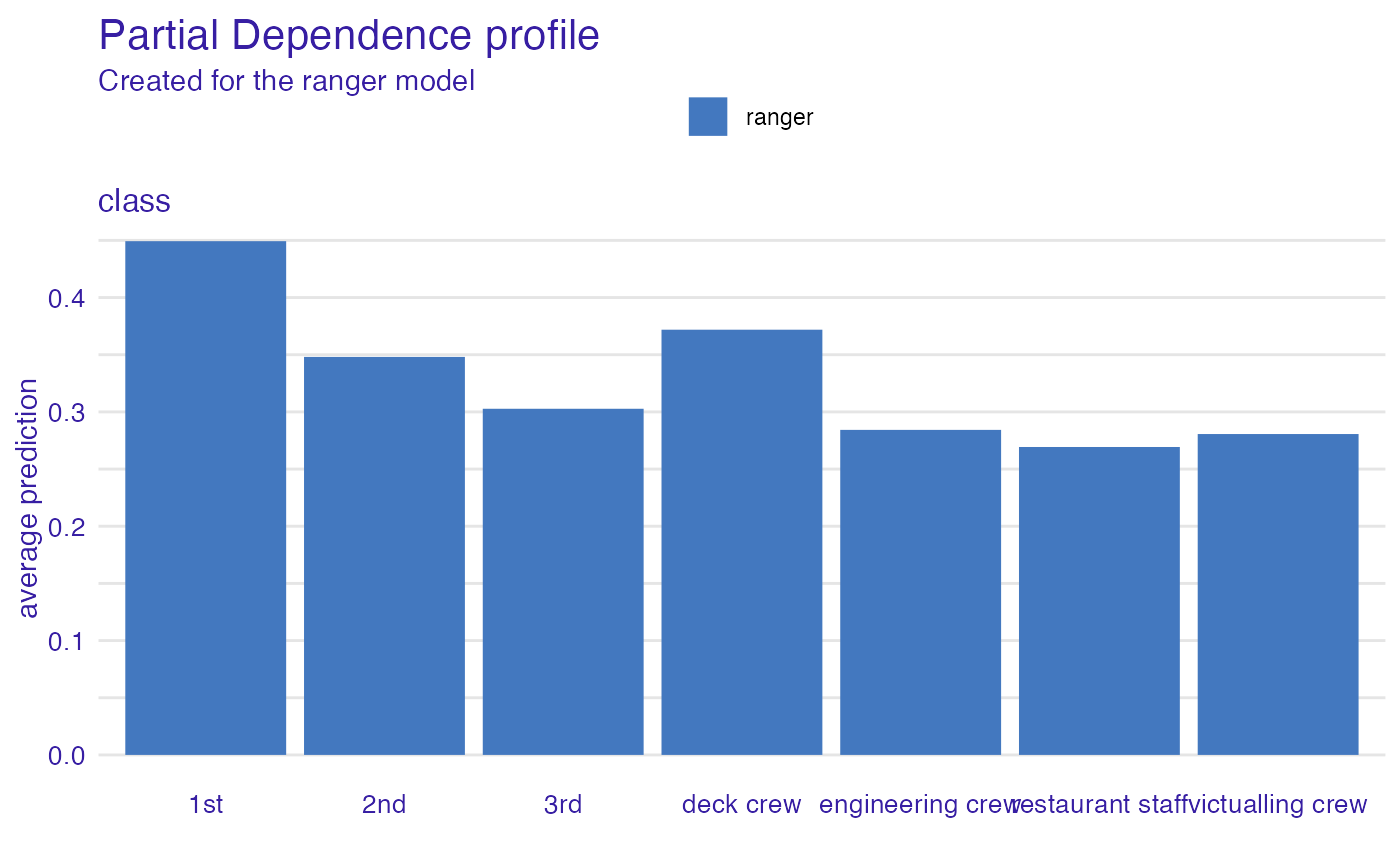 Partial Dependence profile
Created for the ranger model
ranger
class
average prediction
0.4
0.3
0.2
0.1
0.0
1st 2nd 3rd deck crew engineering crew restaurant staff victualling crew